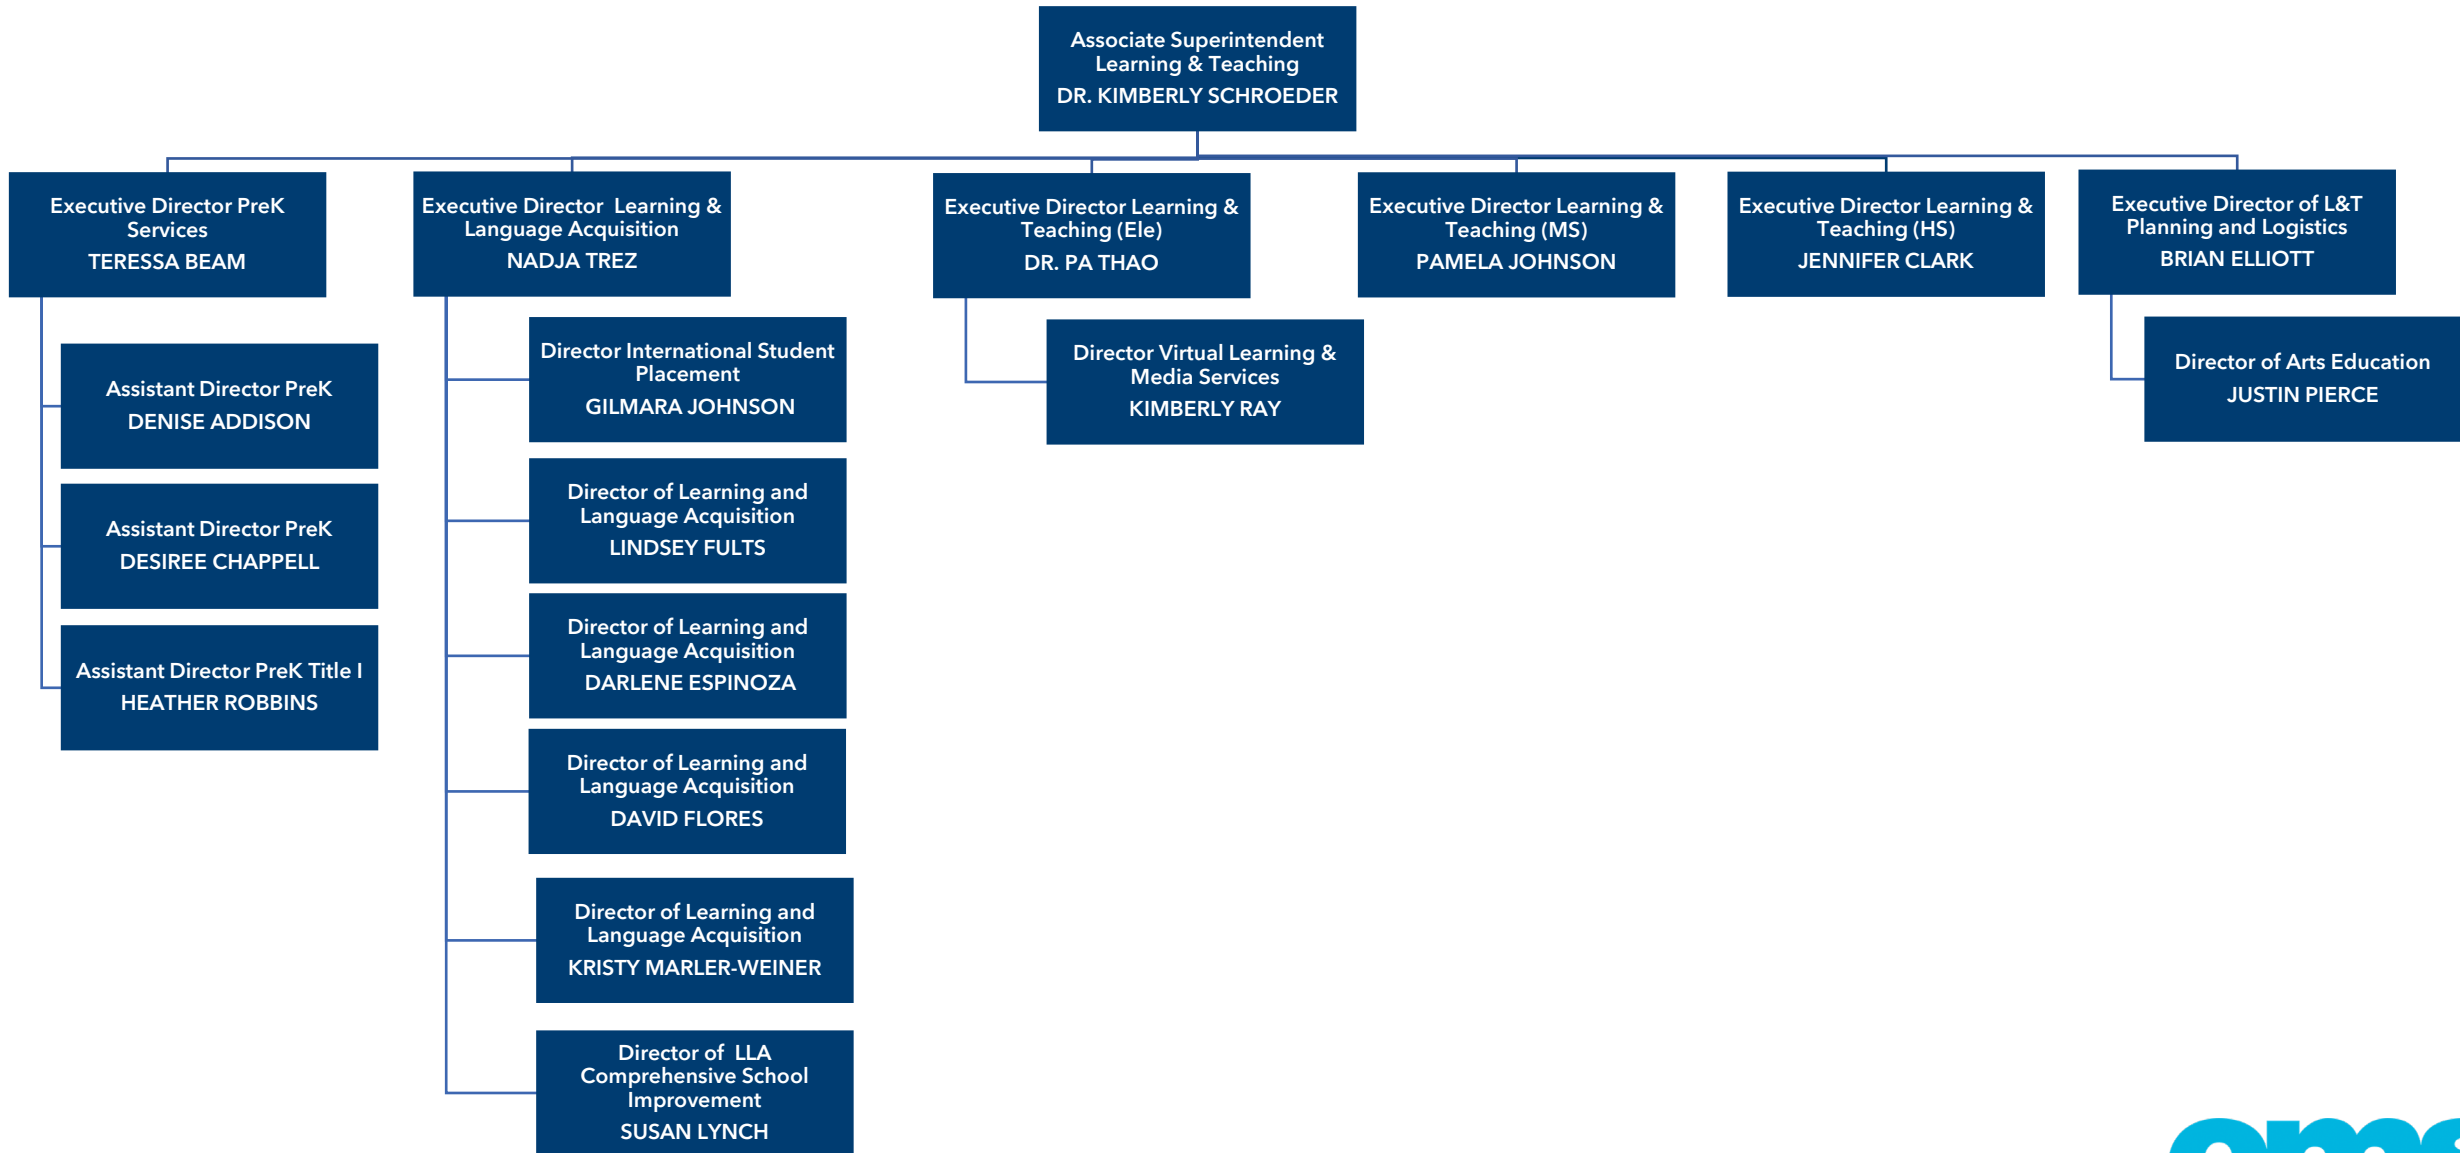 Associate Superintendent
Learning & Teaching
DR. KIMBERLY SCHROEDER
Executive Director PreK
Services
TERESSA BEAM
Executive Director Learning &
Language Acquisition
NADJA TREZ
Executive Director Learning &
Teaching (Ele)
DR. PA THAO
Executive Director Learning &
Teaching (MS)
PAMELA JOHNSON
Executive Director Learning &
Teaching (HS)
JENNIFER CLARK
Executive Director of L&T
Planning and Logistics
BRIAN ELLIOTT
Assistant Director PreK
DENISE ADDISON
Assistant Director PreK
DESIREE CHAPPELL
Assistant Director PreK Title I
HEATHER ROBBINS
Director International Student
Placement
GILMARA JOHNSON
Director of Learning and
Language Acquisition
LINDSEY FULTS
Director of Learning and
Language Acquisition
DARLENE ESPINOZA
Director of Learning and
Language Acquisition
DAVID FLORES
Director of Learning and
Language Acquisition
KRISTY MARLER-WEINER
Director of LLA
Comprehensive School
Improvement
SUSAN LYNCH
Director Virtual Learning &
Media Services
KIMBERLY RAY
Director of Arts Education
JUSTIN PIERCE